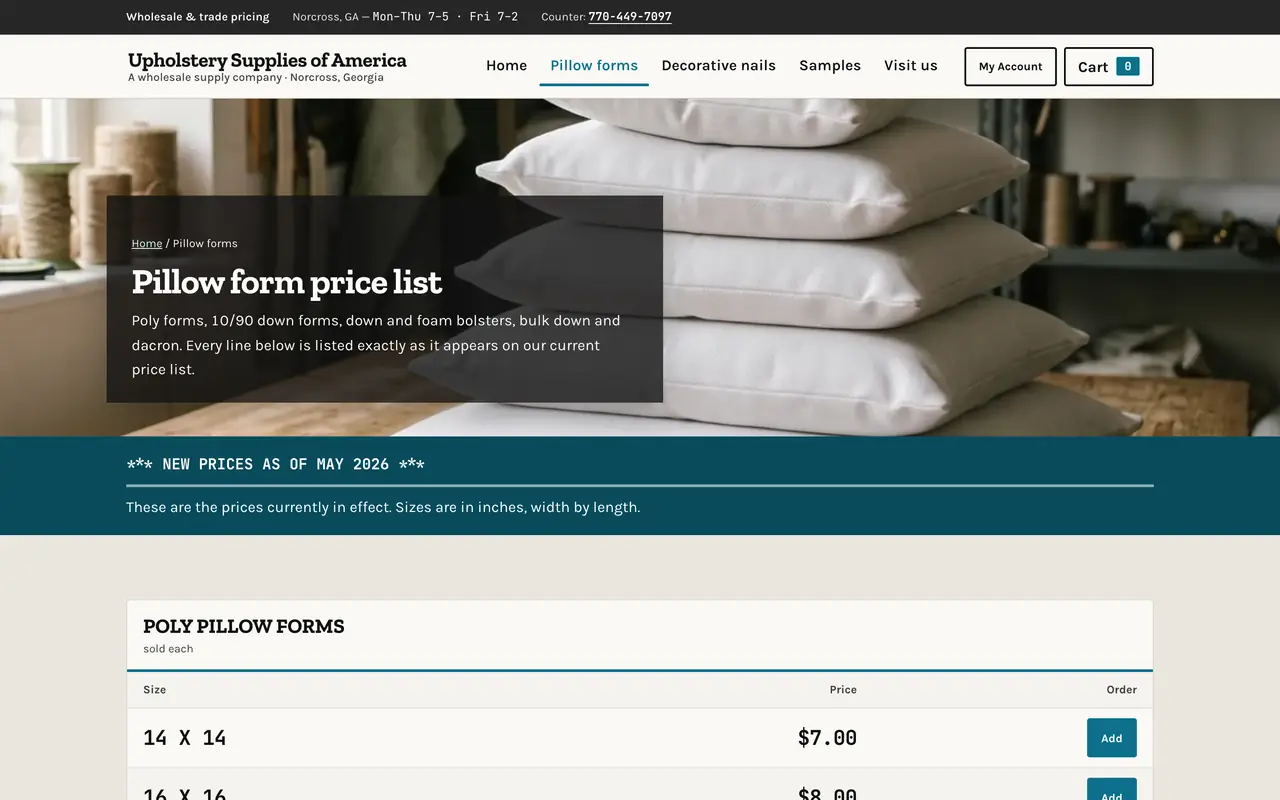 Wholesale & trade pricing
Norcross, GA — Mon–Thu 7–5 · Fri 7–2
Counter: 770-449-7097
Upholstery Supplies of America
A wholesale supply company · Norcross, Georgia
Home
Pillow forms
Decorative nails
Samples
Visit us
My Account
Cart 0
Home / Pillow forms
Pillow form price list
Poly forms, 10/90 down forms, down and foam bolsters, bulk down and
dacron. Every line below is listed exactly as it appears on our current
price list.
*** NEW PRICES AS OF MAY 2026 ***
These are the prices currently in effect. Sizes are in inches, width by length.
POLY PILLOW FORMS
sold each
Size Price Order
14 X 14 $7.00 Add
16 X 16 $8.00 Add